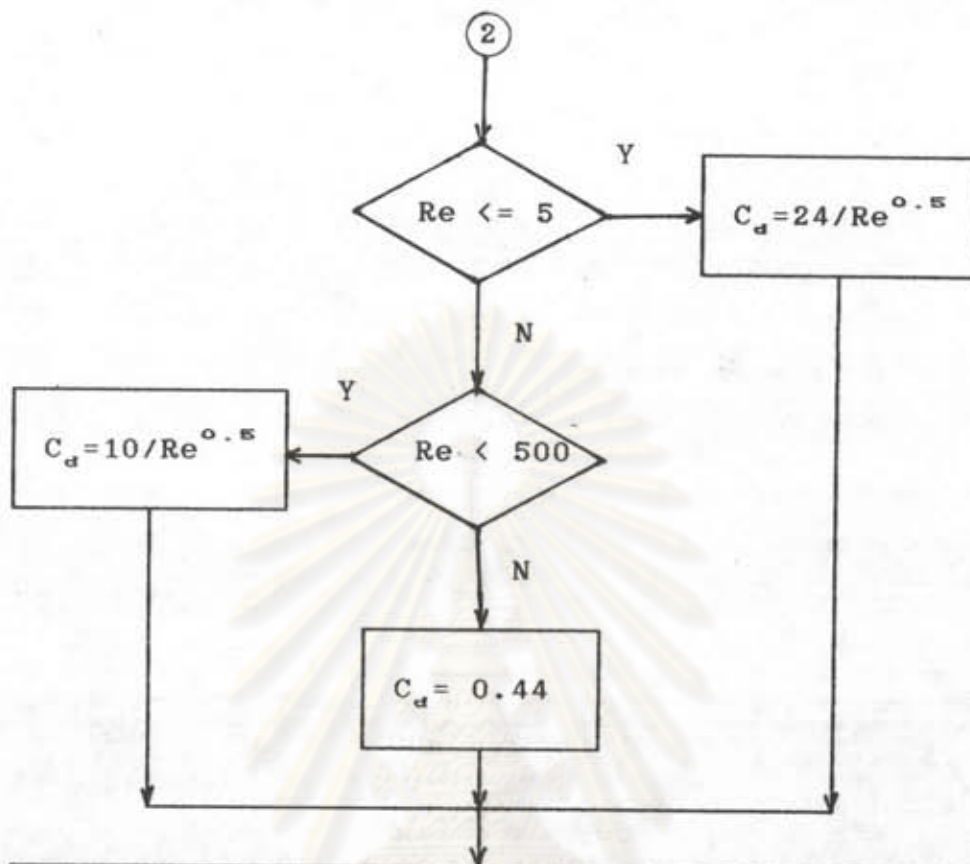 2
Y
Re <= 5
C_d=24/Re^0.5
N
Y
C_d=10/Re^0.5
Re < 500
N
C_d= 0.44